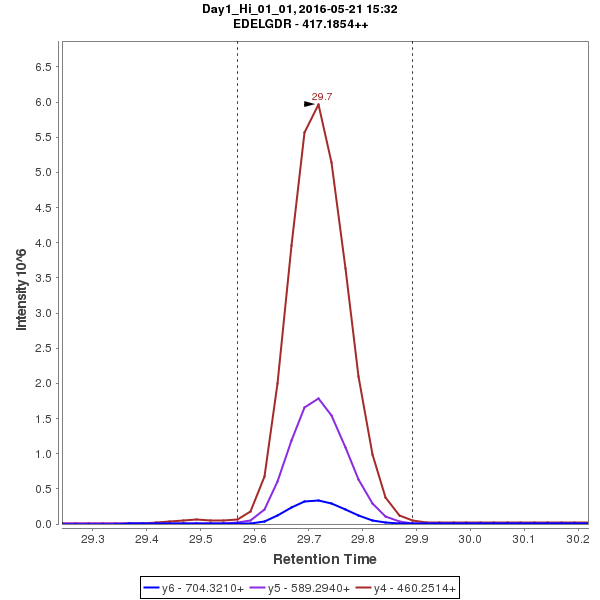 Day1_Hi_01_01, 2016-05-21 15:32
EDELGDR - 417.1854++
29.7
6.5
6.0
5.5
5.0
4.5
4.0
3.5
3.0
2.5
2.0
1.5
1.0
0.5
0.0
Intensity 10^6
29.3 29.4 29.5 29.6 29.7 29.8 29.9 30.0 30.1 30.2
Retention Time
y6 - 704.3210+ y5 - 589.2940+ y4 - 460.2514+